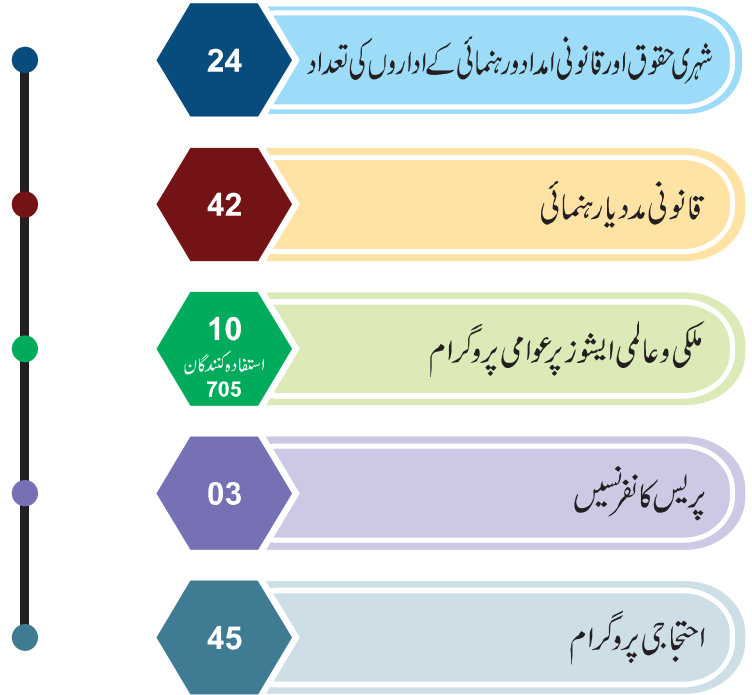 شہری حقوق اور قانونی امداد و رہنمائی کے اداروں کی تعداد
24
قانونی مدد یا رہنمائی
42
ملکی و عالمی ایشوز پر عوامی پروگرام
10
استفادہ کنندگان
705
پریس کانفرنسیں
03
احتجاجی پروگرام
45